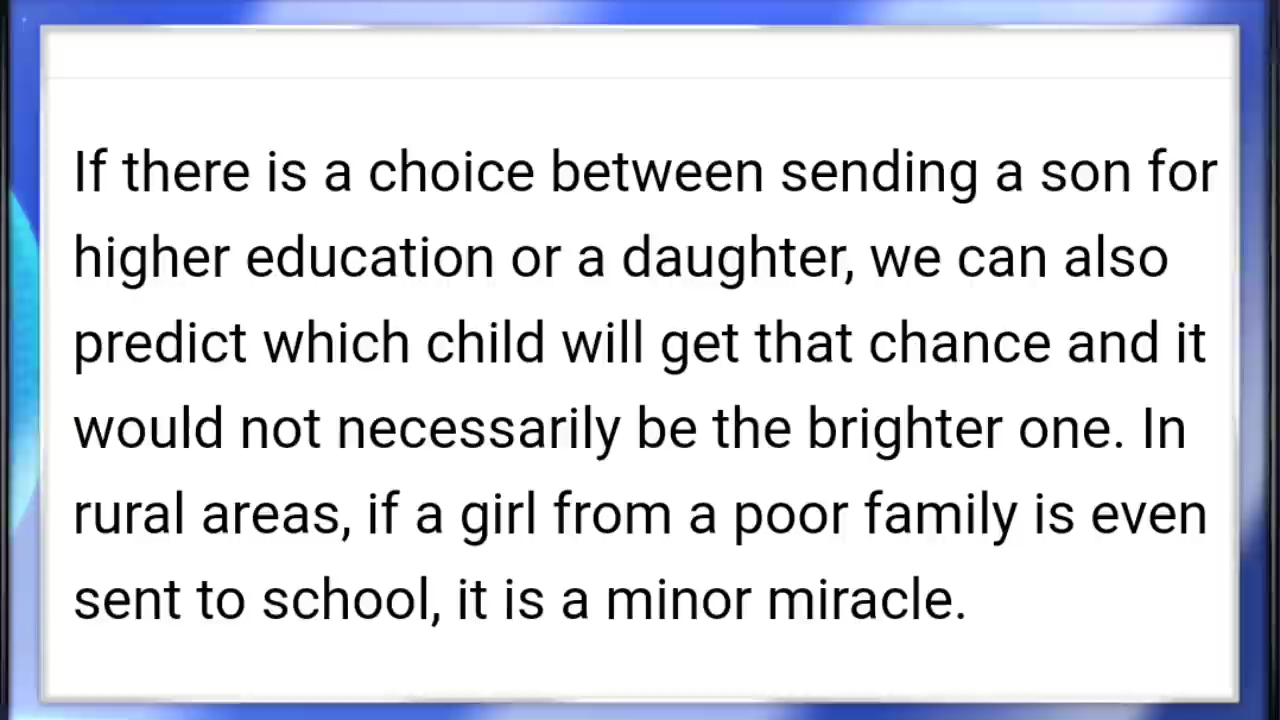 If there is a choice between sending a son for
higher education or a daughter, we can also
predict which child will get that chance and it
would not necessarily be the brighter one. In
rural areas, if a girl from a poor family is even
sent to school, it is a minor miracle.